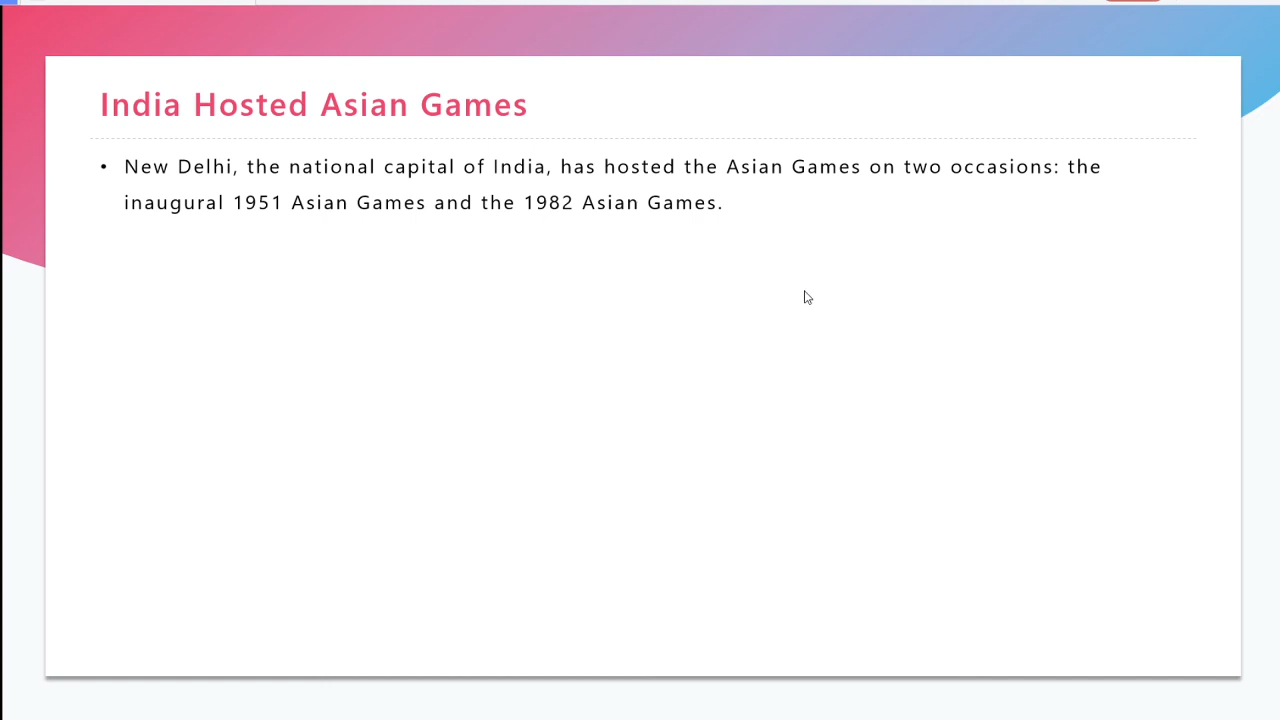 India Hosted Asian Games
• New Delhi, the national capital of India, has hosted the Asian Games on two occasions: the
inaugural 1951 Asian Games and the 1982 Asian Games.